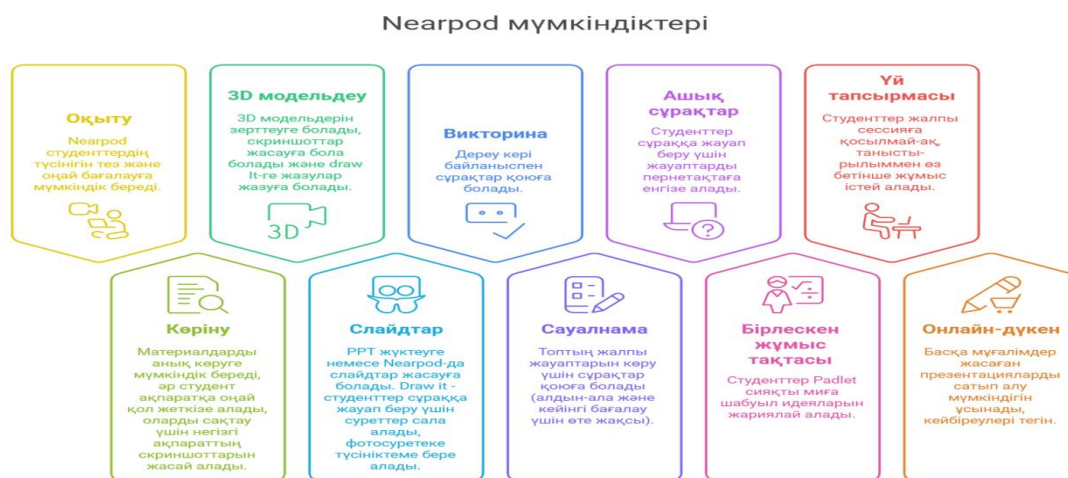 Nearpod мүмкіндіктері
Оқыту
Nearpod
студенттердің
түсінігін тез және
оңай бағалауға
мүмкіндік береді.
3D модельдеу
3D модельдерін
зерттеуге болады,
скриншоттар
жасауға бола
болады және draw
It-ге жазулар
жазуға болады.
3D
Викторина
Дереу кері
байланыспен
сұрақтар қоюға
болады.
Ашық
сұрақтар
Студенттер
сұраққа жауап
беру үшін
жауаптарды
пернетақтаға
енгізе алады.
Үй
тапсырмасы
Студенттер жалпы
сессияға
қосылмай-ақ,
танысты-
рылыммен өз
бетінше жұмыс
істей алады.
Көріну
Материалдарды
анық көруге
мүмкіндік береді,
әр студент
ақпаратқа оңай
қол жеткізе алады,
оларды сақтау
үшін негізгі
ақпараттың
скриншоттарын
жасай алады.
Слайдтар
PPT жүктеуге
немесе Nearpod-да
слайдтар жасауға
болады. Draw it -
студенттер сұраққа
жауап беру үшін
суреттер сала
алады,
фотосуретеке
түсініктеме бере
алады.
Сауалнама
Топтың жалпы
жауаптарын көру
үшін сұрақтар
қоюға болады
(алдын-ала және
кейінгі бағалау
үшін өте жақсы).
Бірлескен
жұмыс
тақтасы
Студенттер Padlet
сияқты миға
шабуыл идеяларын
жариялай алады.
Онлайн-дүкен
Басқа мұғалімдер
жасаған
презентацияларды
сатып алу
мүмкіндігін
ұсынады,
кейбіреулері тегін.